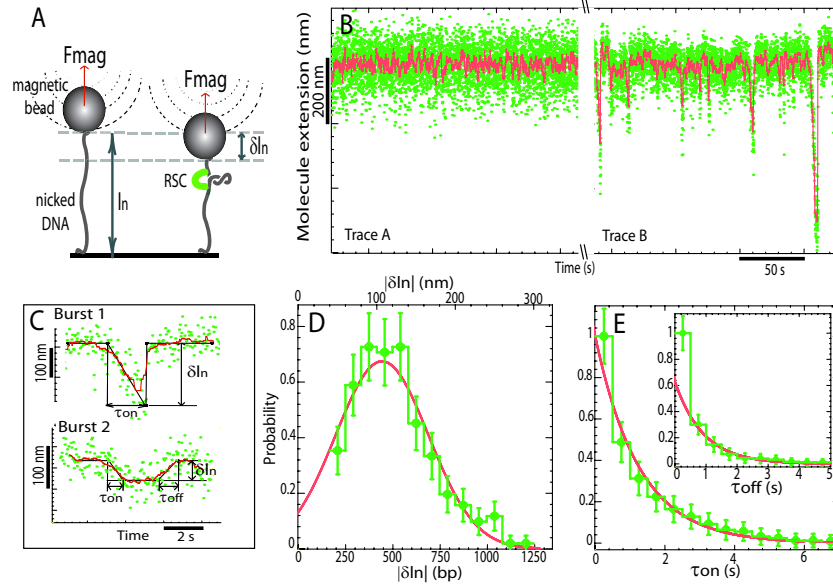 A
Fmag
Fmag
magnetic
bead
δln
RSC
ln
nicked
DNA
B
Molecule extension (nm)
200 nm
Trace A
Trace B
Time (s)
50 s
C
Burst 1
100 nm
δln
τon
Burst 2
100 nm
δln
τon
τoff
Time
2 s
|δln| (nm)
0
100
200
300
D
Probability
0.8
0.6
0.4
0.2
0
0
250
500
750
1000
1250
|δln| (bp)
E
1
0.8
0.6
0.4
0.2
0
0
2
4
6
τon (s)
1
0.8
0.6
0.4
0.2
0
0
1
2
3
4
5
τoff (s)